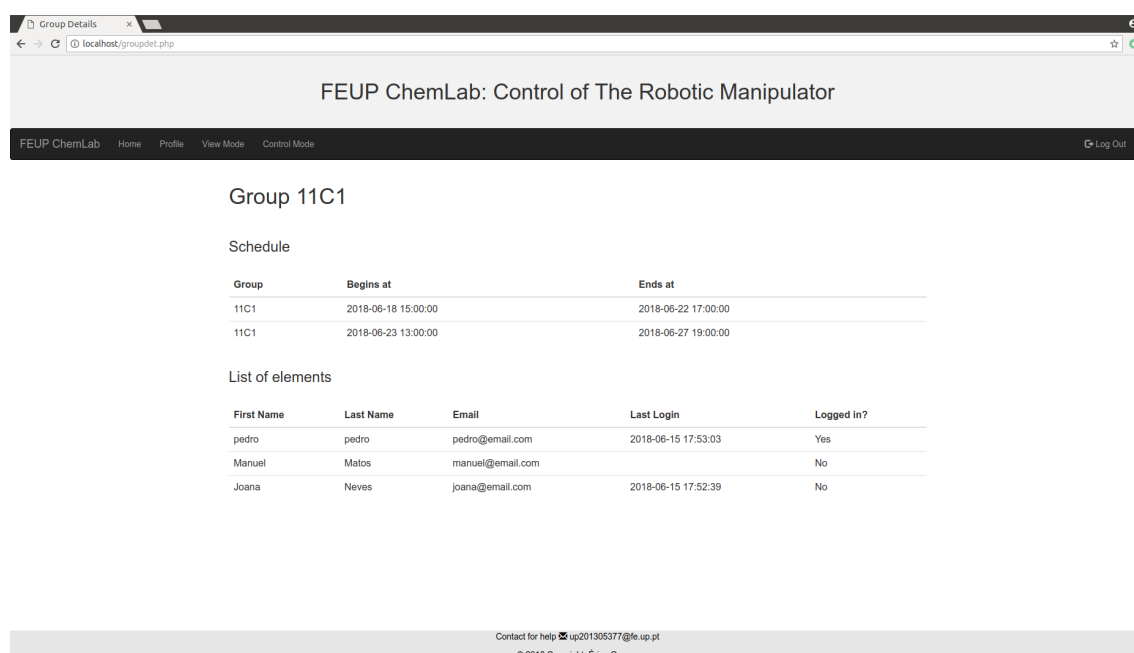 Group Details
localhost/groupdet.php
FEUP ChemLab: Control of The Robotic Manipulator
FEUP ChemLab Home Profile View Mode Control Mode Log Out
Group 11C1
Schedule
Group Begins at Ends at
11C1 2018-06-18 15:00:00 2018-06-22 17:00:00
11C1 2018-06-23 13:00:00 2018-06-27 19:00:00
List of elements
First Name Last Name Email Last Login Logged in?
pedro pedro pedro@email.com 2018-06-15 17:53:03 Yes
Manuel Matos manuel@email.com No
Joana Neves joana@email.com 2018-06-15 17:52:39 No
Contact for help up201305377@fe.up.pt